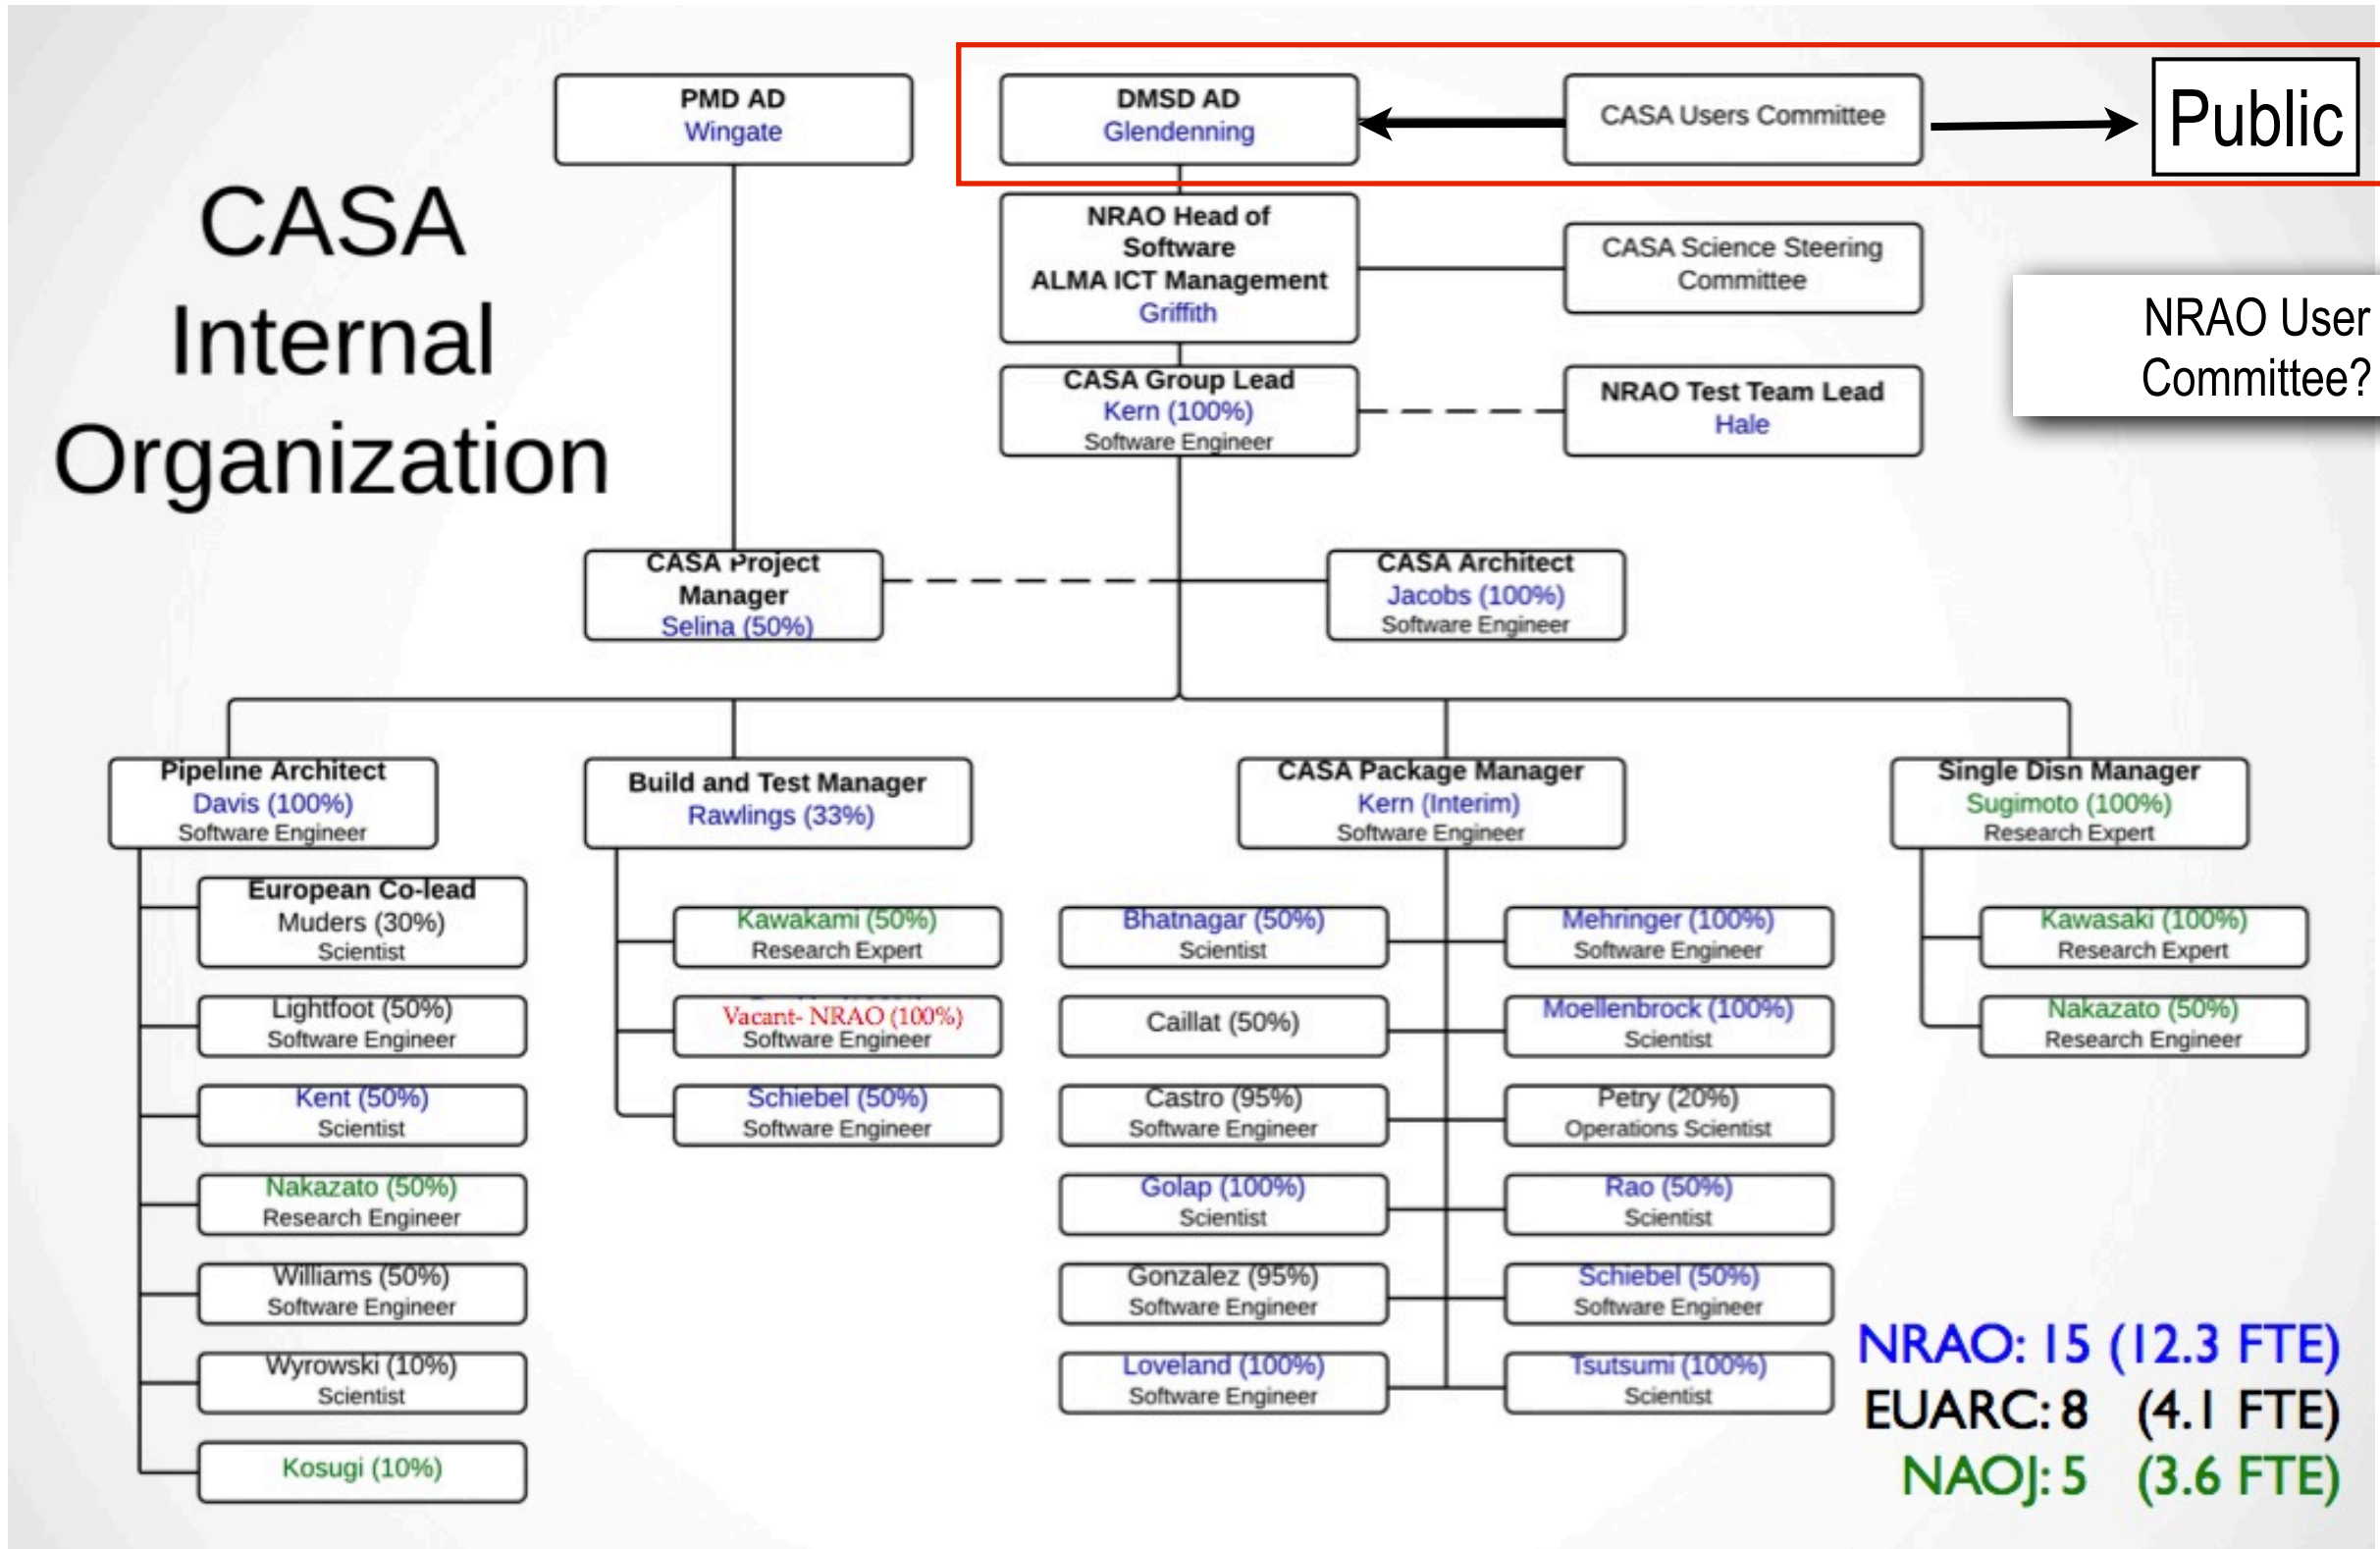 CASA
Internal
Organization
PMD AD
Wingate
DMSD AD
Glendenning
CASA Users Committee
Public
NRAO Head of
Software
ALMA ICT Management
Griffith
CASA Science Steering
Committee
NRAO User
Committee?
CASA Group Lead
Kern (100%)
Software Engineer
NRAO Test Team Lead
Hale
CASA Project
Manager
Selina (50%)
CASA Architect
Jacobs (100%)
Software Engineer
Pipeline Architect
Davis (100%)
Software Engineer
European Co-lead
Muders (30%)
Scientist
Lightfoot (50%)
Software Engineer
Kent (50%)
Scientist
Nakazato (50%)
Research Engineer
Williams (50%)
Software Engineer
Wyrowski (10%)
Scientist
Kosugi (10%)
Build and Test Manager
Rawlings (33%)
Kawakami (50%)
Research Expert
Vacant- NRAO (100%)
Software Engineer
Schiebel (50%)
Software Engineer
CASA Package Manager
Kern (Interim)
Software Engineer
Bhatnagar (50%)
Scientist
Caillat (50%)
Castro (95%)
Software Engineer
Golap (100%)
Scientist
Gonzalez (95%)
Software Engineer
Loveland (100%)
Software Engineer
Mehringer (100%)
Software Engineer
Moellenbrock (100%)
Scientist
Petry (20%)
Operations Scientist
Rao (50%)
Scientist
Schiebel (50%)
Software Engineer
Tsutsumi (100%)
Scientist
Single Disn Manager
Sugimoto (100%)
Research Expert
Kawasaki (100%)
Research Expert
Nakazato (50%)
Research Engineer
NRAO: 15 (12.3 FTE)
EUARC: 8 (4.1 FTE)
NAOJ: 5 (3.6 FTE)